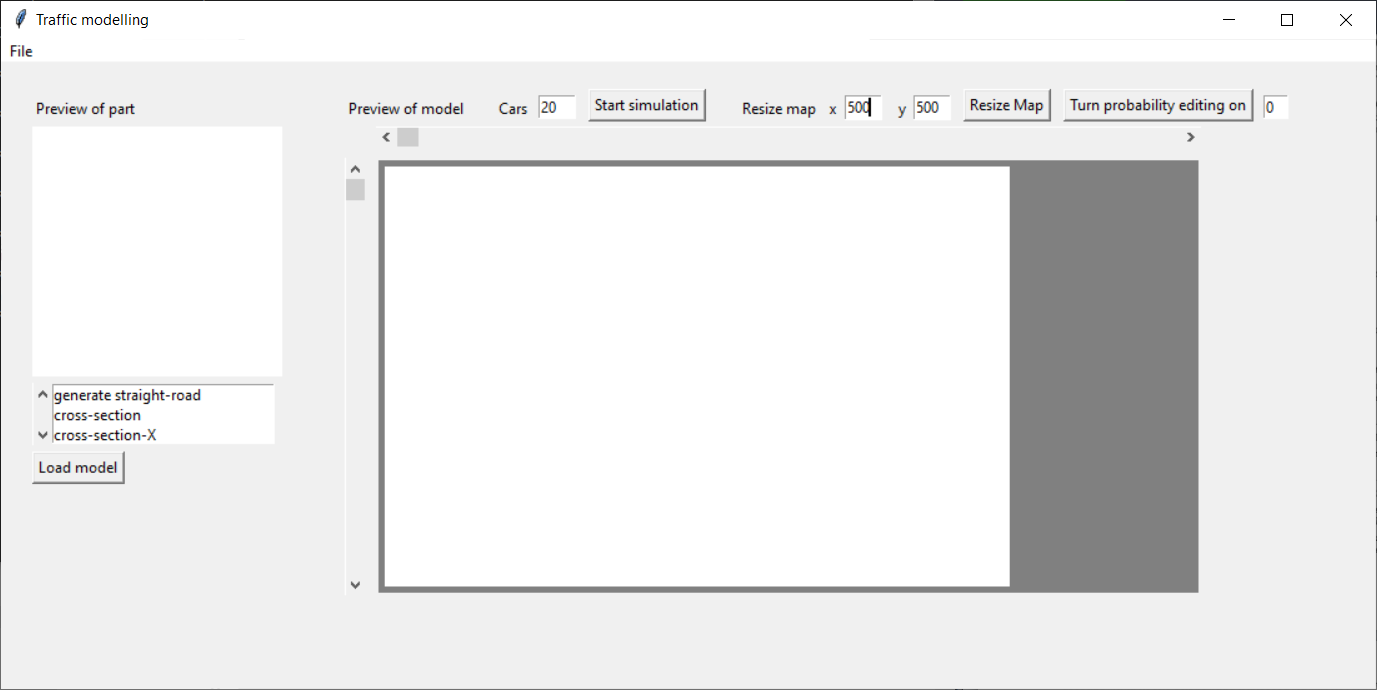 Traffic modelling
File
Preview of part
Preview of model Cars 20 Start simulation Resize map x 500 y 500 Resize Map Turn probability editing on 0
generate straight-road
cross-section
cross-section-X
Load model